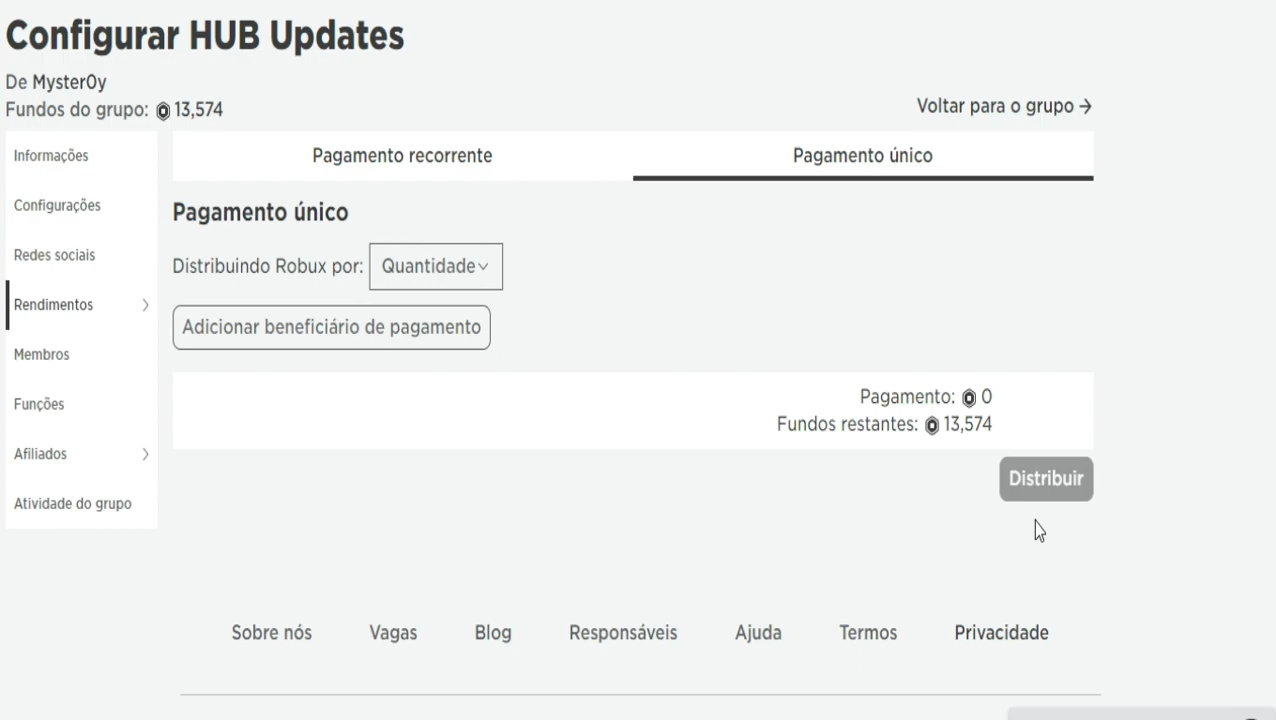 Configurar HUB Updates
De Myster0y
Fundos do grupo: 13,574
Voltar para o grupo →
Informações
Configurações
Redes sociais
Rendimentos
Membros
Funções
Afiliados
Atividade do grupo
Pagamento recorrente
Pagamento único
Pagamento único
Distribuindo Robux por: Quantidade
Adicionar beneficiário de pagamento
Pagamento: 0
Fundos restantes: 13,574
Distribuir
Sobre nós
Vagas
Blog
Responsáveis
Ajuda
Termos
Privacidade